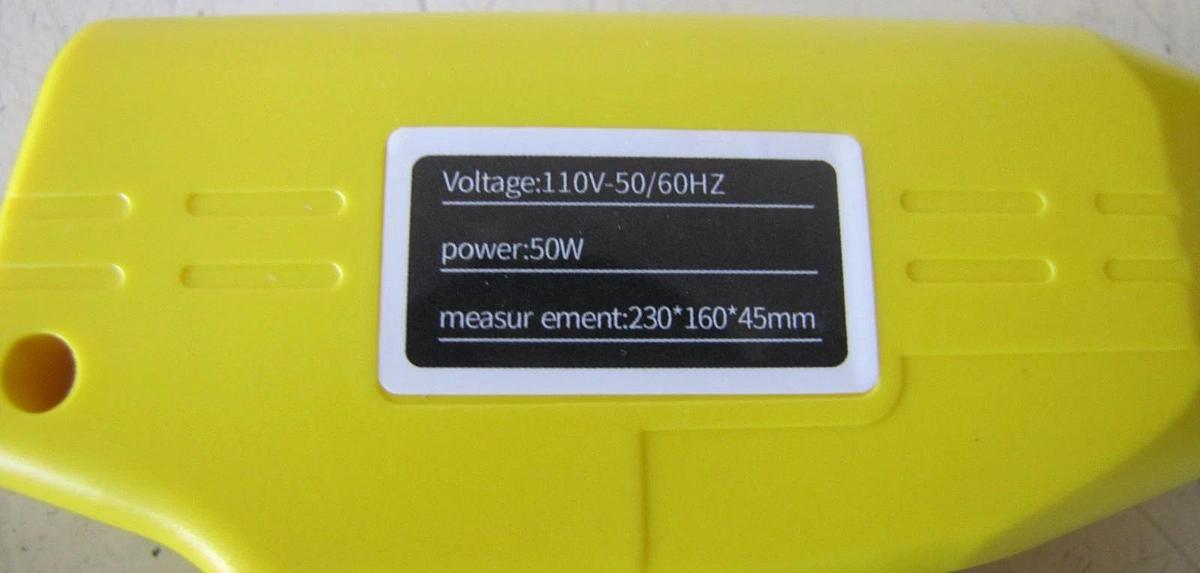 Voltage:110V-50/60HZ
power:50W
measur ement:230*160*45mm